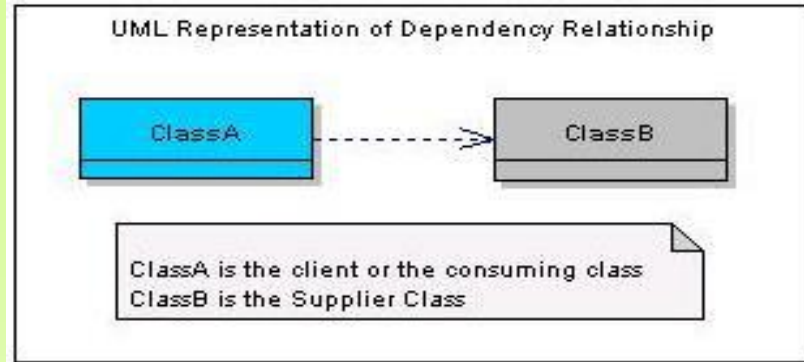 UML Representation of Dependency Relationship
ClassA
ClassB
ClassA is the client or the consuming class
ClassB is the Supplier Class